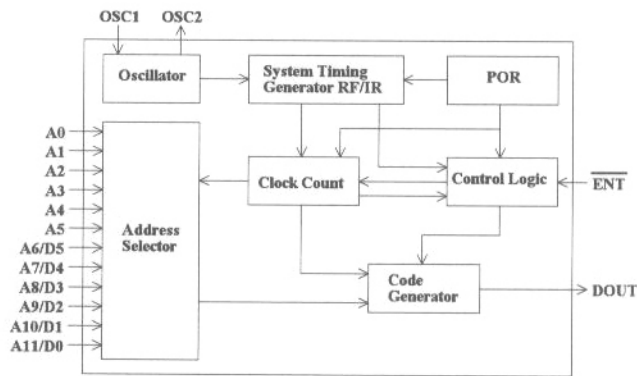 OSC1 OSC2
Oscillator
System Timing
Generator RF/IR
POR
A0
A1
A2
A3
A4
A5
A6/D5
A7/D4
A8/D3
A9/D2
A10/D1
A11/D0
Address
Selector
Clock Count
Control Logic
ENT
Code
Generator
DOUT